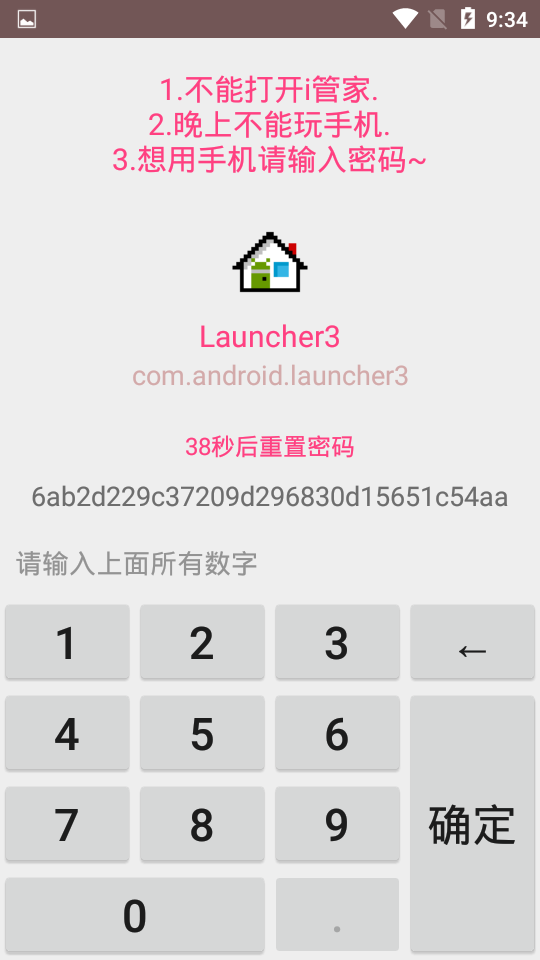 9:34
1.不能打开i管家.
2.晚上不能玩手机.
3.想用手机请输入密码~
Launcher3
com.android.launcher3
38秒后重置密码
6ab2d229c37209d296830d15651c54aa
请输入上面所有数字
1 2 3 ←
4 5 6
7 8 9 确定
0 .